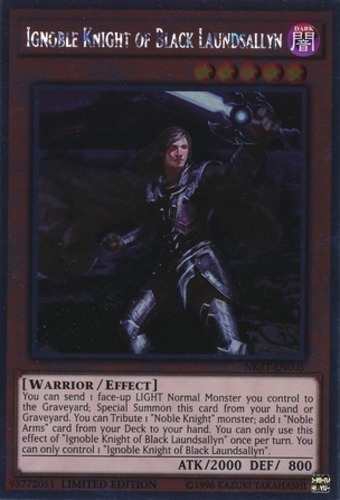 Ignoble Knight of Black Laundsallyn
DARK
闇
NKRT-EN005
[Warrior / Effect]
You can send 1 face-up LIGHT Normal Monster you control to
the Graveyard; Special Summon this card from your hand or
Graveyard. You can Tribute 1 "Noble Knight" monster; add 1 "Noble
Arms" card from your Deck to your hand. You can only use this
effect of "Ignoble Knight of Black Laundsallyn" once per turn. You
can only control 1 "Ignoble Knight of Black Laundsallyn".
ATK/2000 DEF/ 800
95772051 LIMITED EDITION ©1996 KAZUKI TAKAHASHI